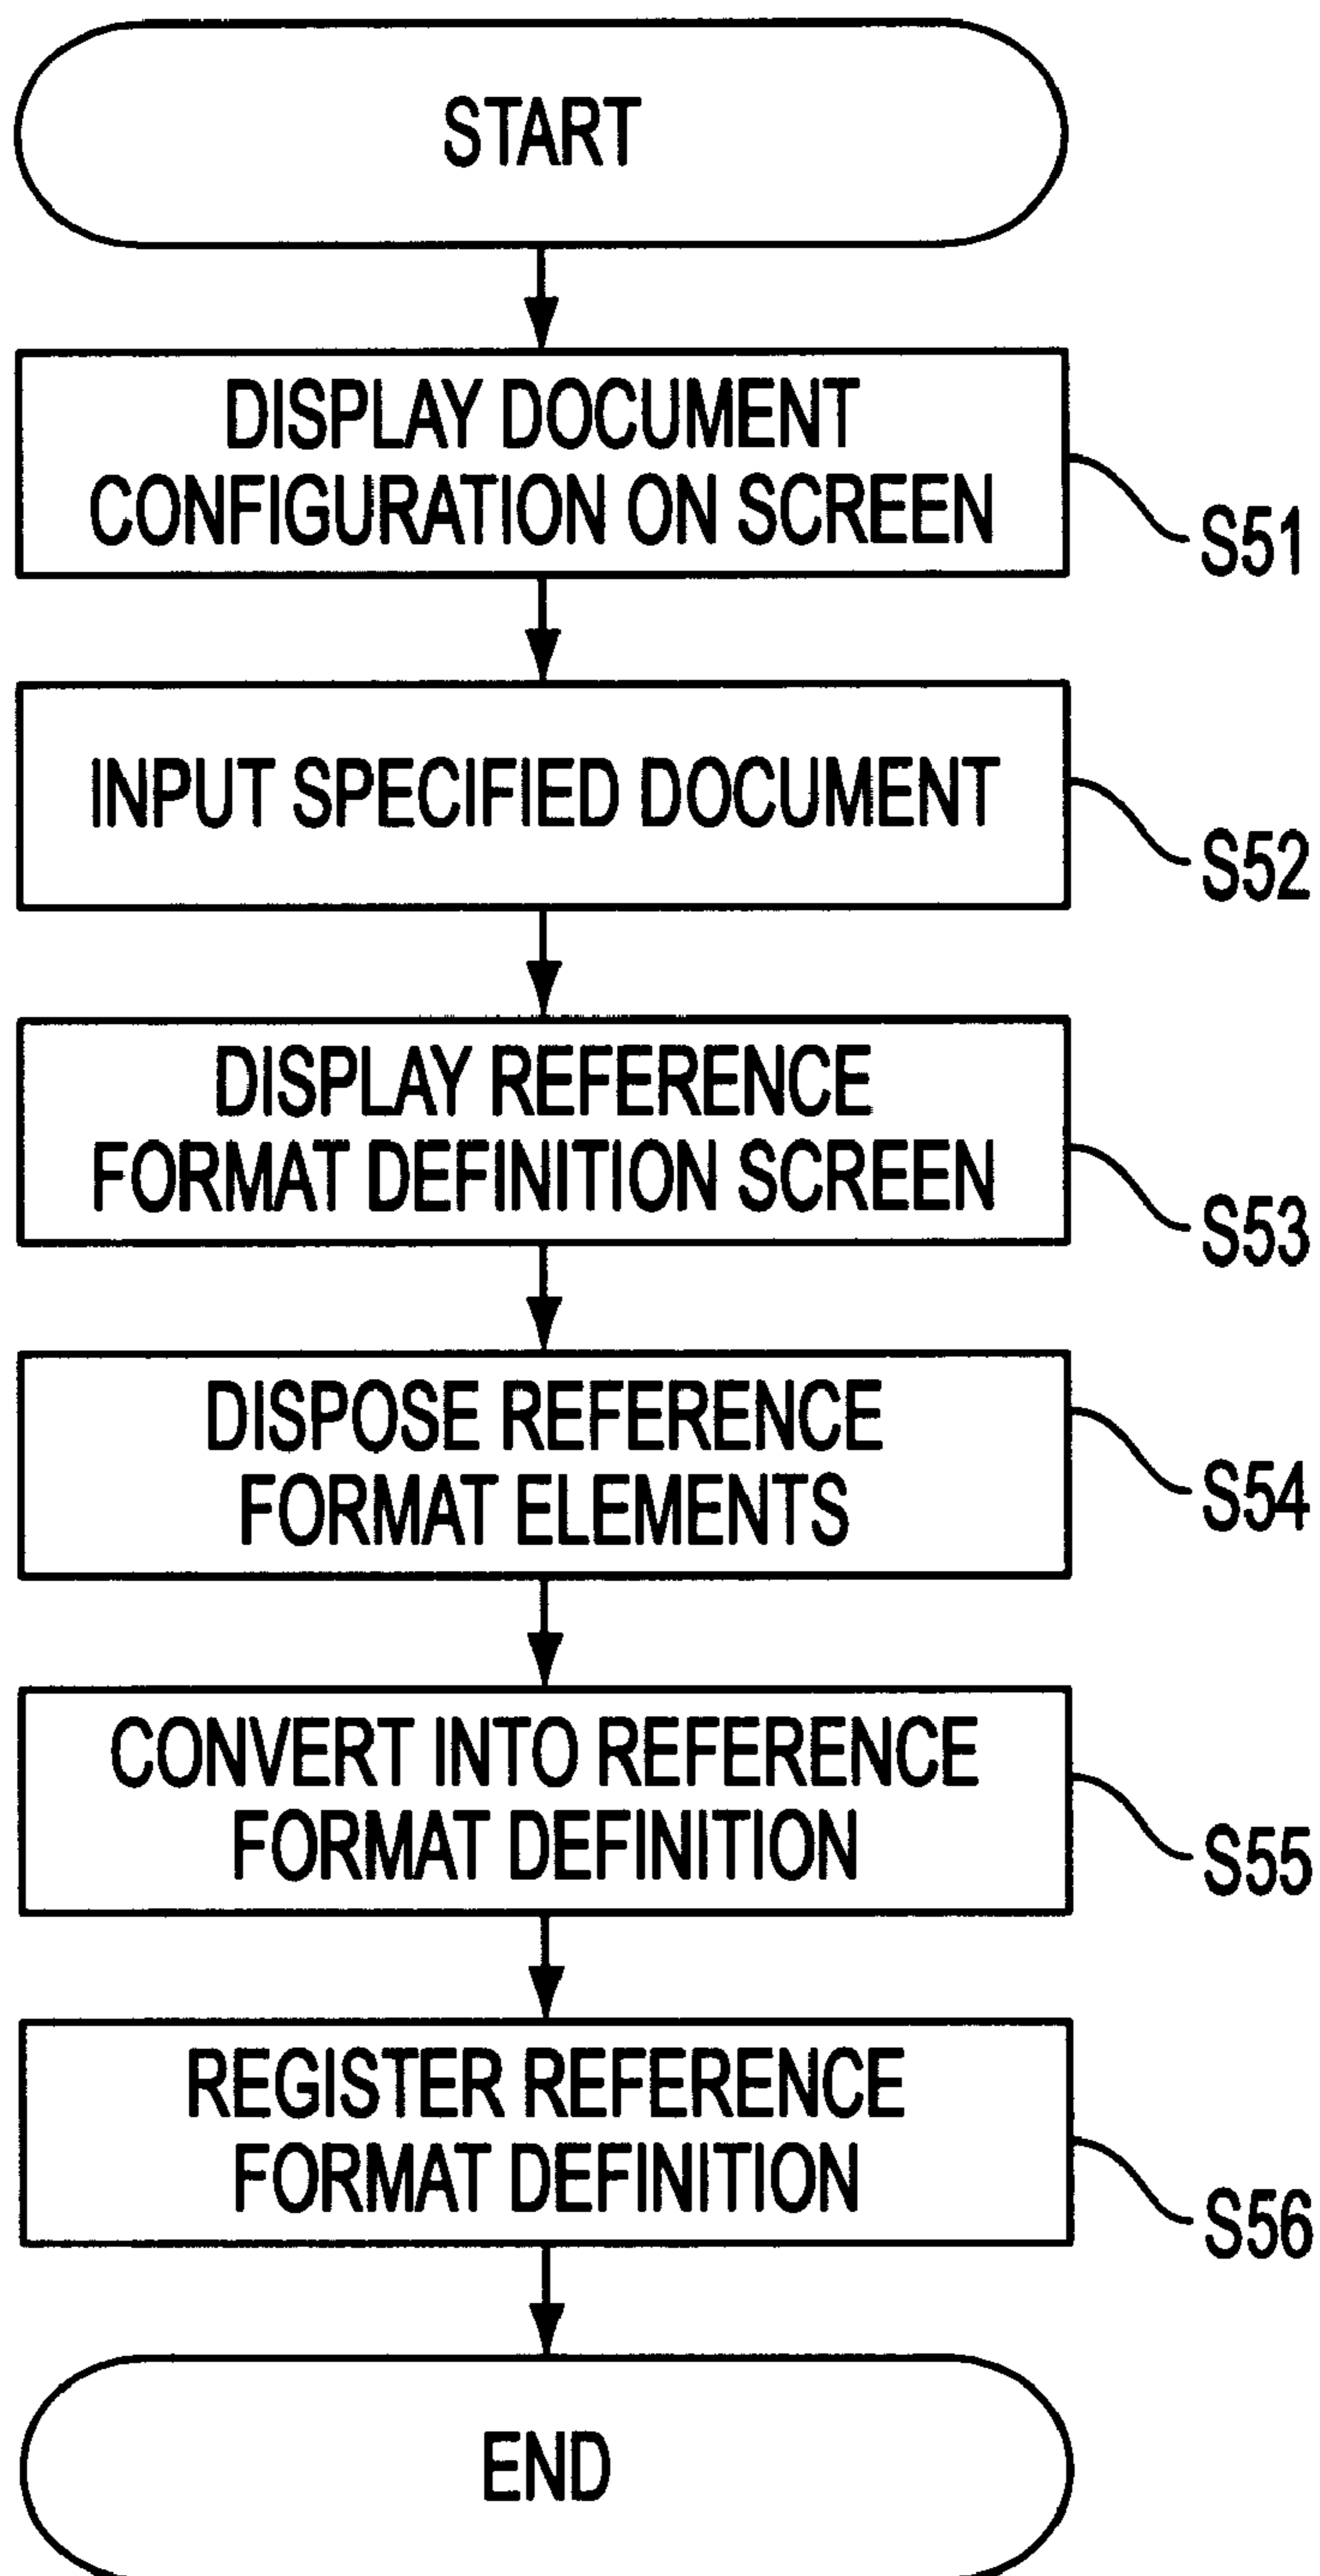 START
DISPLAY DOCUMENT
CONFIGURATION ON SCREEN
S51
INPUT SPECIFIED DOCUMENT
S52
DISPLAY REFERENCE
FORMAT DEFINITION SCREEN
S53
DISPOSE REFERENCE
FORMAT ELEMENTS
S54
CONVERT INTO REFERENCE
FORMAT DEFINITION
S55
REGISTER REFERENCE
FORMAT DEFINITION
S56
END